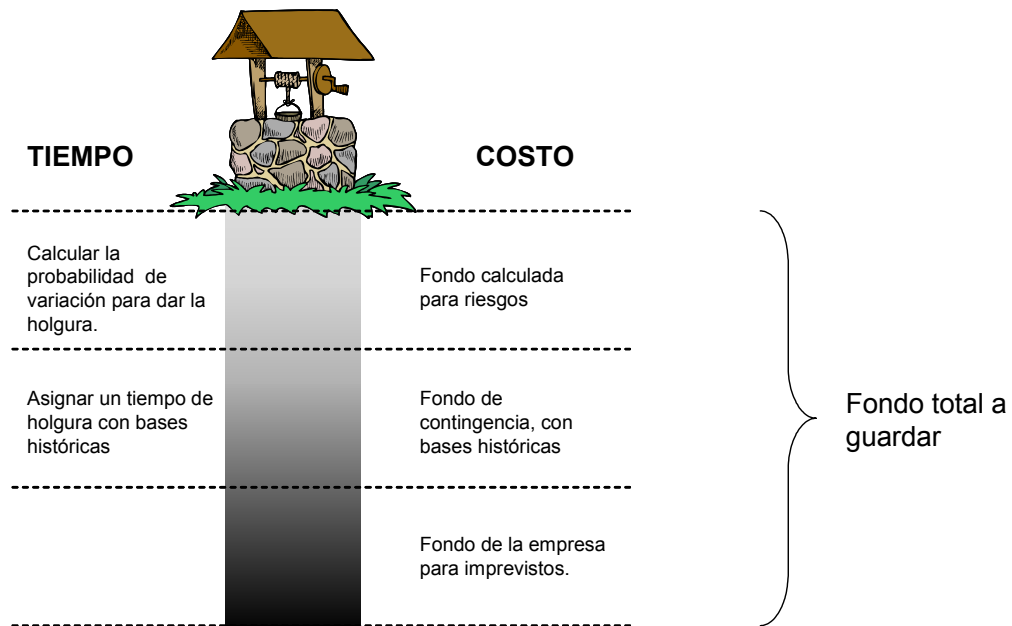 TIEMPO
COSTO
Calcular la
probabilidad de
variación para dar la
holgura.
Fondo calculada
para riesgos
Asignar un tiempo de
holgura con bases
históricas
Fondo de
contingencia, con
bases históricas
Fondo de la empresa
para imprevistos.
Fondo total a
guardar